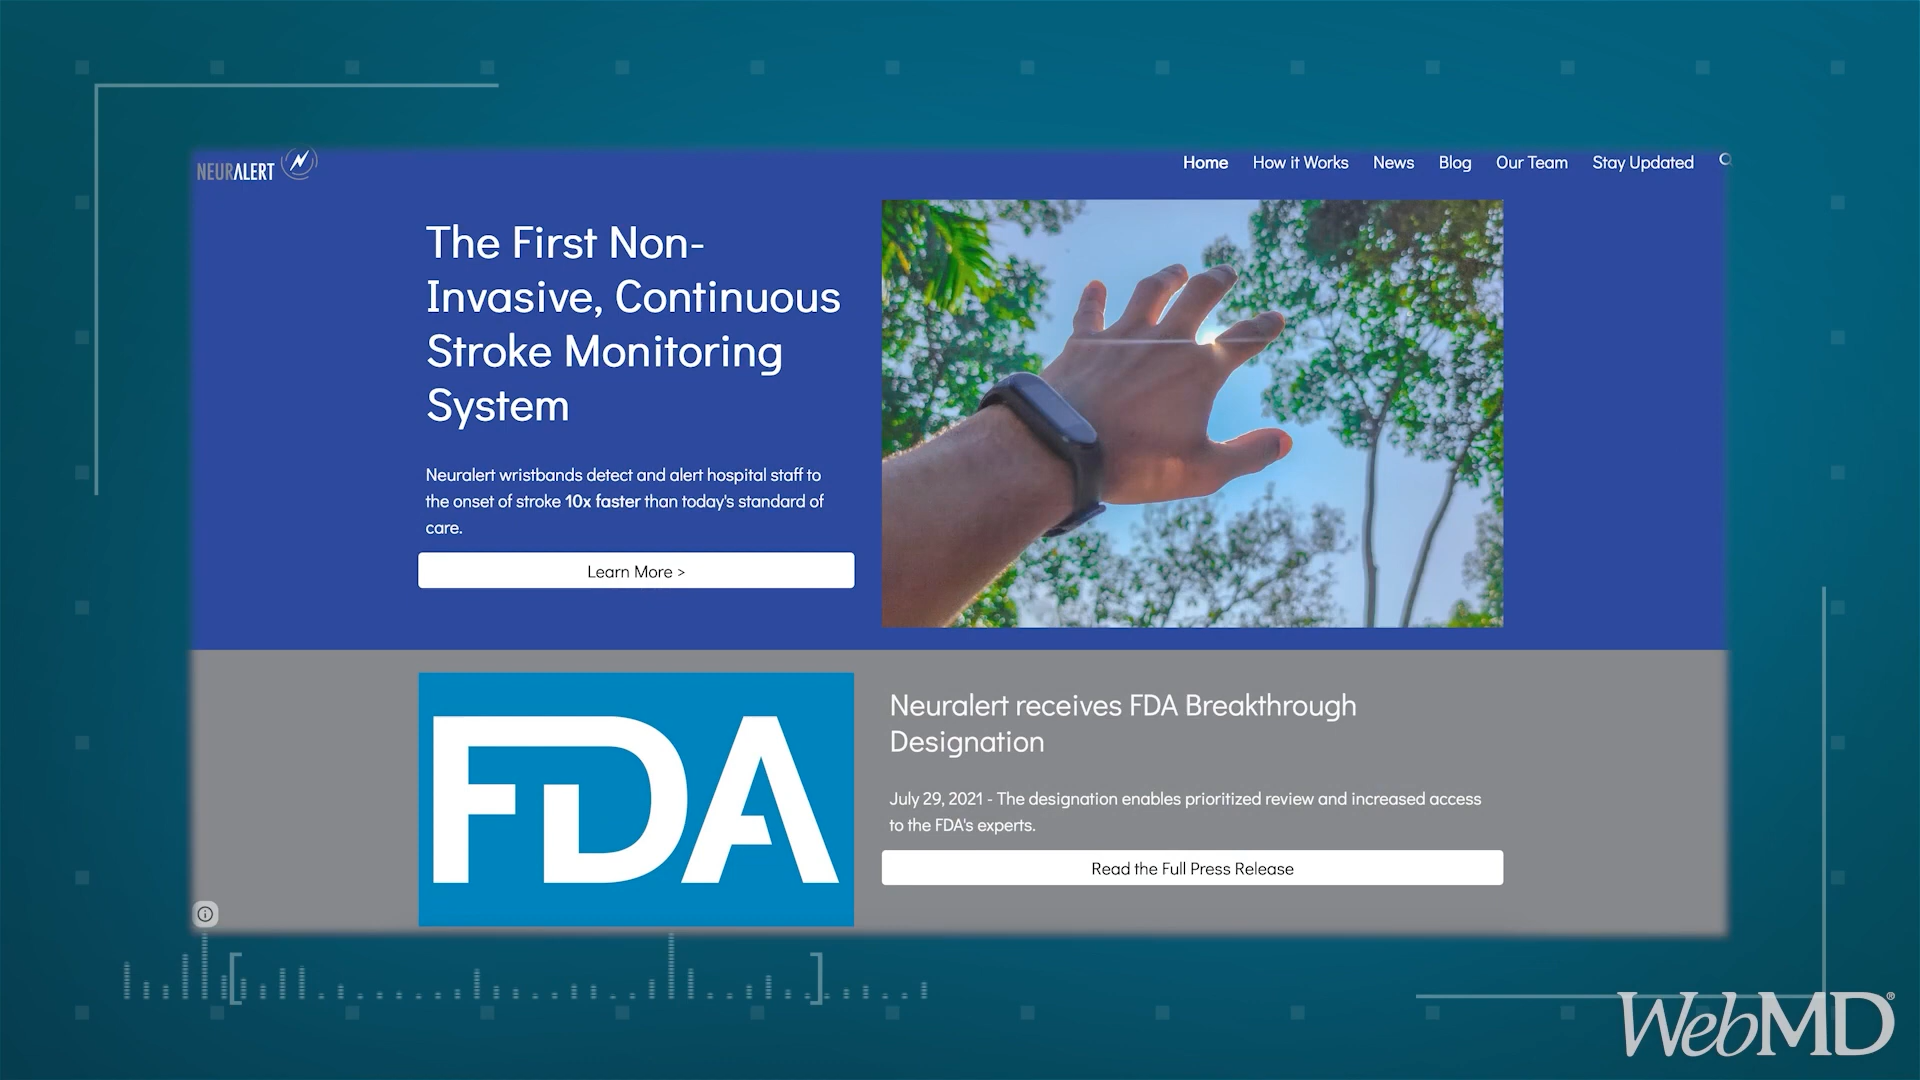 NEURALERT
Home How it Works News Blog Our Team Stay Updated
The First Non-
Invasive, Continuous
Stroke Monitoring
System
Neuralert wristbands detect and alert hospital staff to
the onset of stroke 10x faster than today's standard of
care.
Learn More >
FDA
Neuralert receives FDA Breakthrough
Designation
July 29, 2021 - The designation enables prioritized review and increased access
to the FDA's experts.
Read the Full Press Release
WebMD®